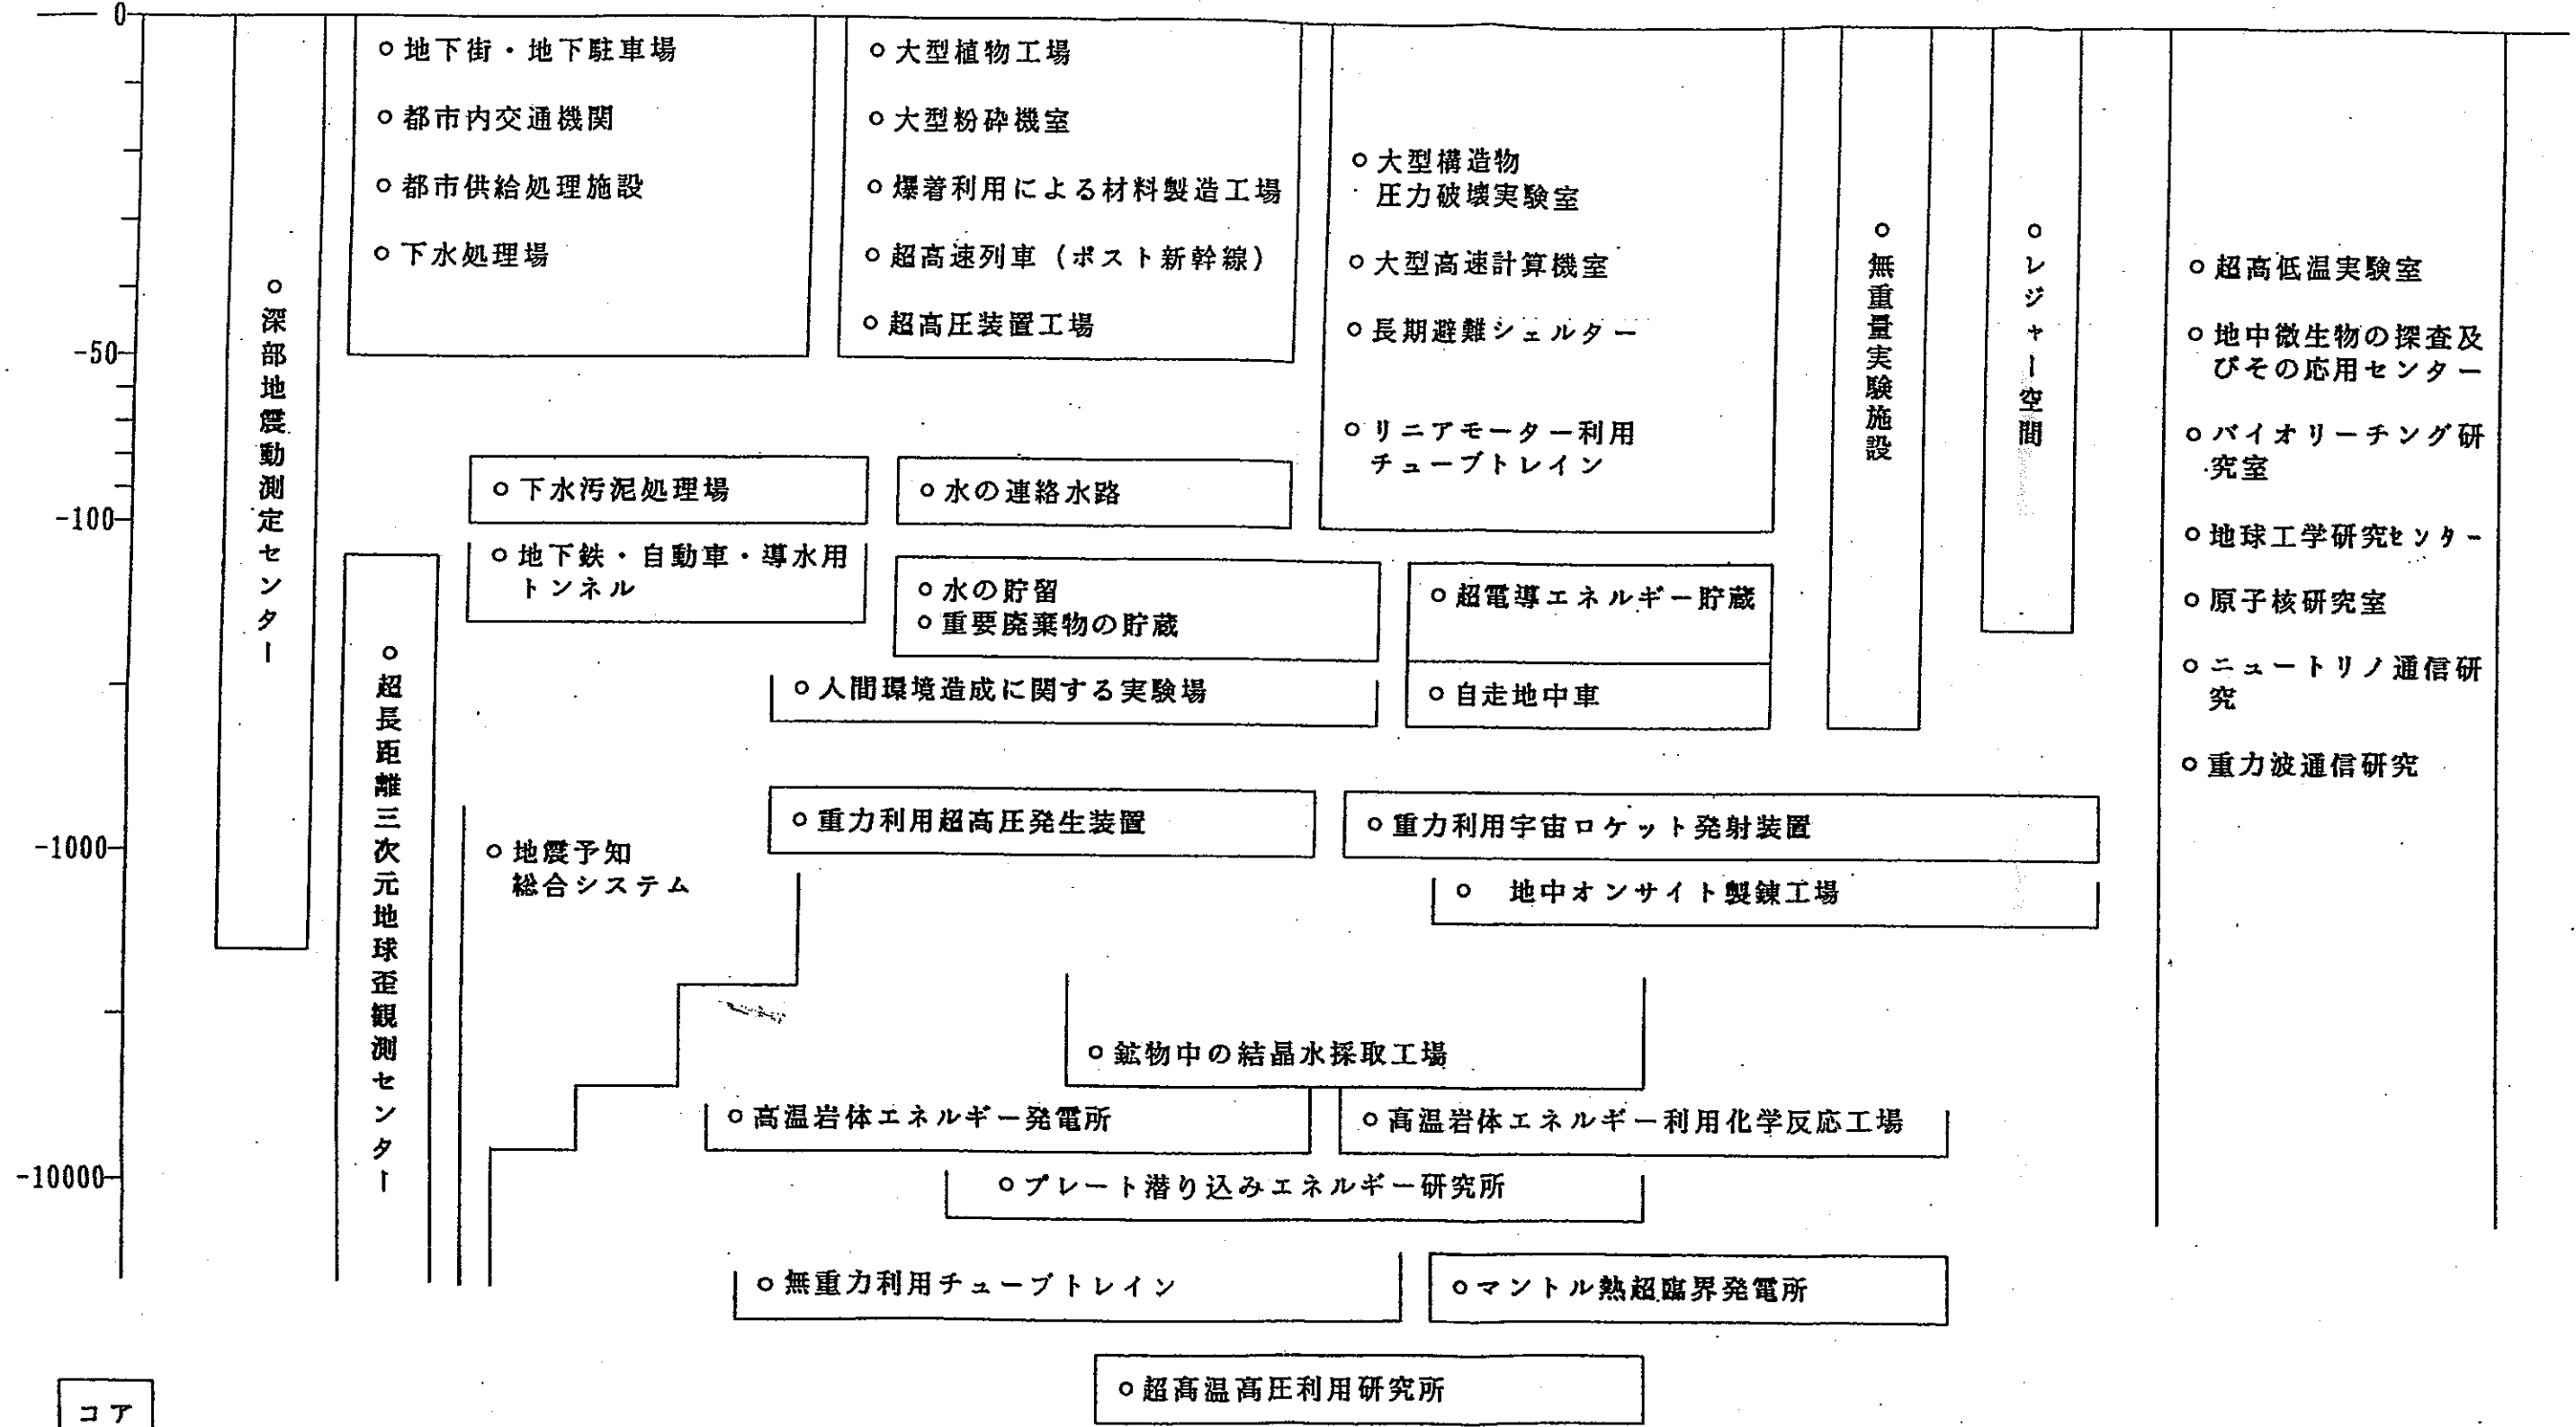 0
-50
-100
-1000
-10000
コア
○深部地震動測定センター
○超長距離三次元地球歪観測センター
○地下街・地下駐車場
○都市内交通機関
○都市供給処理施設
○下水処理場
○大型植物工場
○大型粉砕機室
○爆着利用による材料製造工場
○超高速列車（ポスト新幹線）
○超高圧装置工場
○大型構造物
圧力破壊実験室
○大型高速計算機室
○長期避難シェルター
○リニアモーター利用
チューブトレイン
○無重量実験施設
○レジャー空間
○超高低温実験室
○地中微生物の探査及
びその応用センター
○バイオリーチング研
究室
○地球工学研究センター
○原子核研究室
○ニュートリノ通信研
究
○重力波通信研究
○下水汚泥処理場
○水の連絡水路
○地下鉄・自動車・導水用
トンネル
○水の貯留
○重要廃棄物の貯蔵
○超電導エネルギー貯蔵
○人間環境造成に関する実験場
○自走地中車
○重力利用超高圧発生装置
○重力利用宇宙ロケット発射装置
○地震予知
総合システム
○ 地中オンサイト製錬工場
○鉱物中の結晶水採取工場
○高温岩体エネルギー発電所
○高温岩体エネルギー利用化学反応工場
○プレート潜り込みエネルギー研究所
○無重力利用チューブトレイン
○マントル熱超臨界発電所
○超高温高圧利用研究所